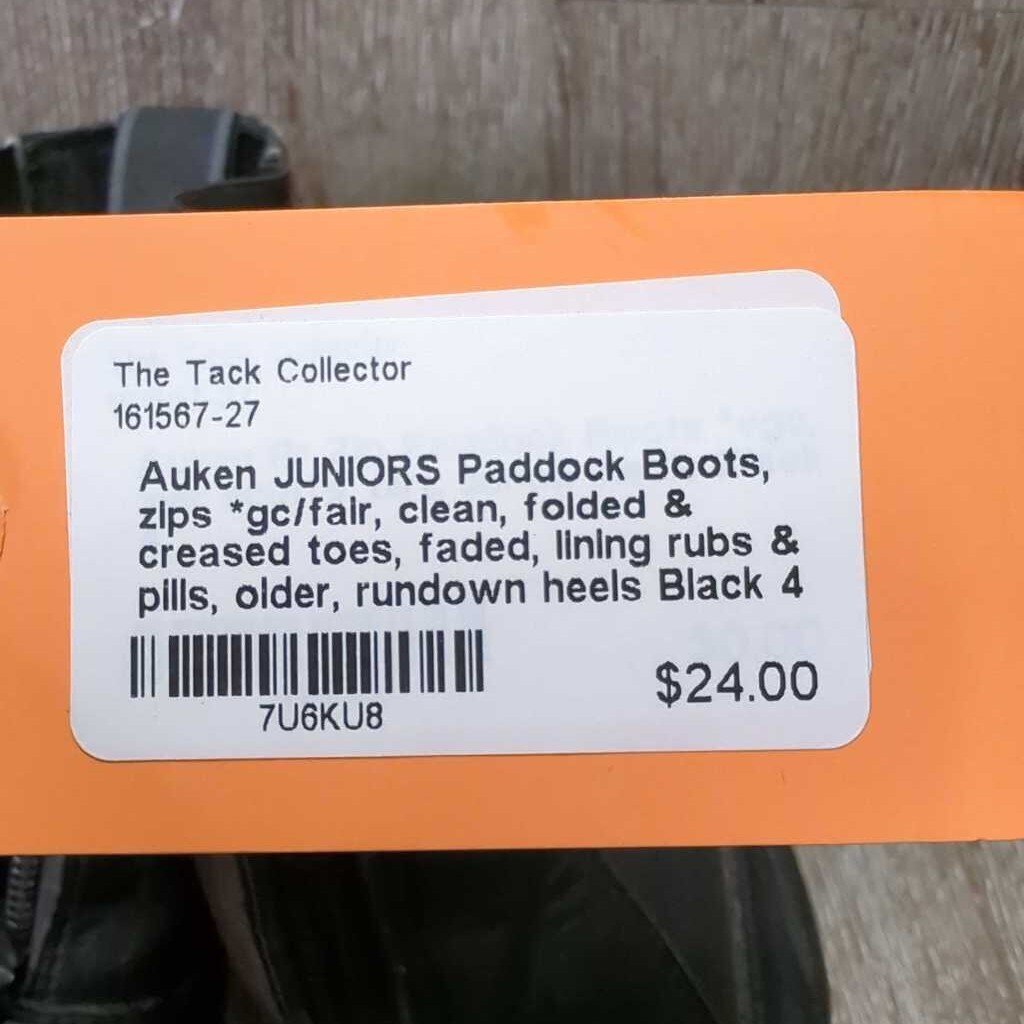 The Tack Collector
161567-27
Auken JUNIORS Paddock Boots,
zips *gc/fair, clean, folded &
creased toes, faded, lining rubs &
pills, older, rundown heels Black 4
$24.00
7U6KU8